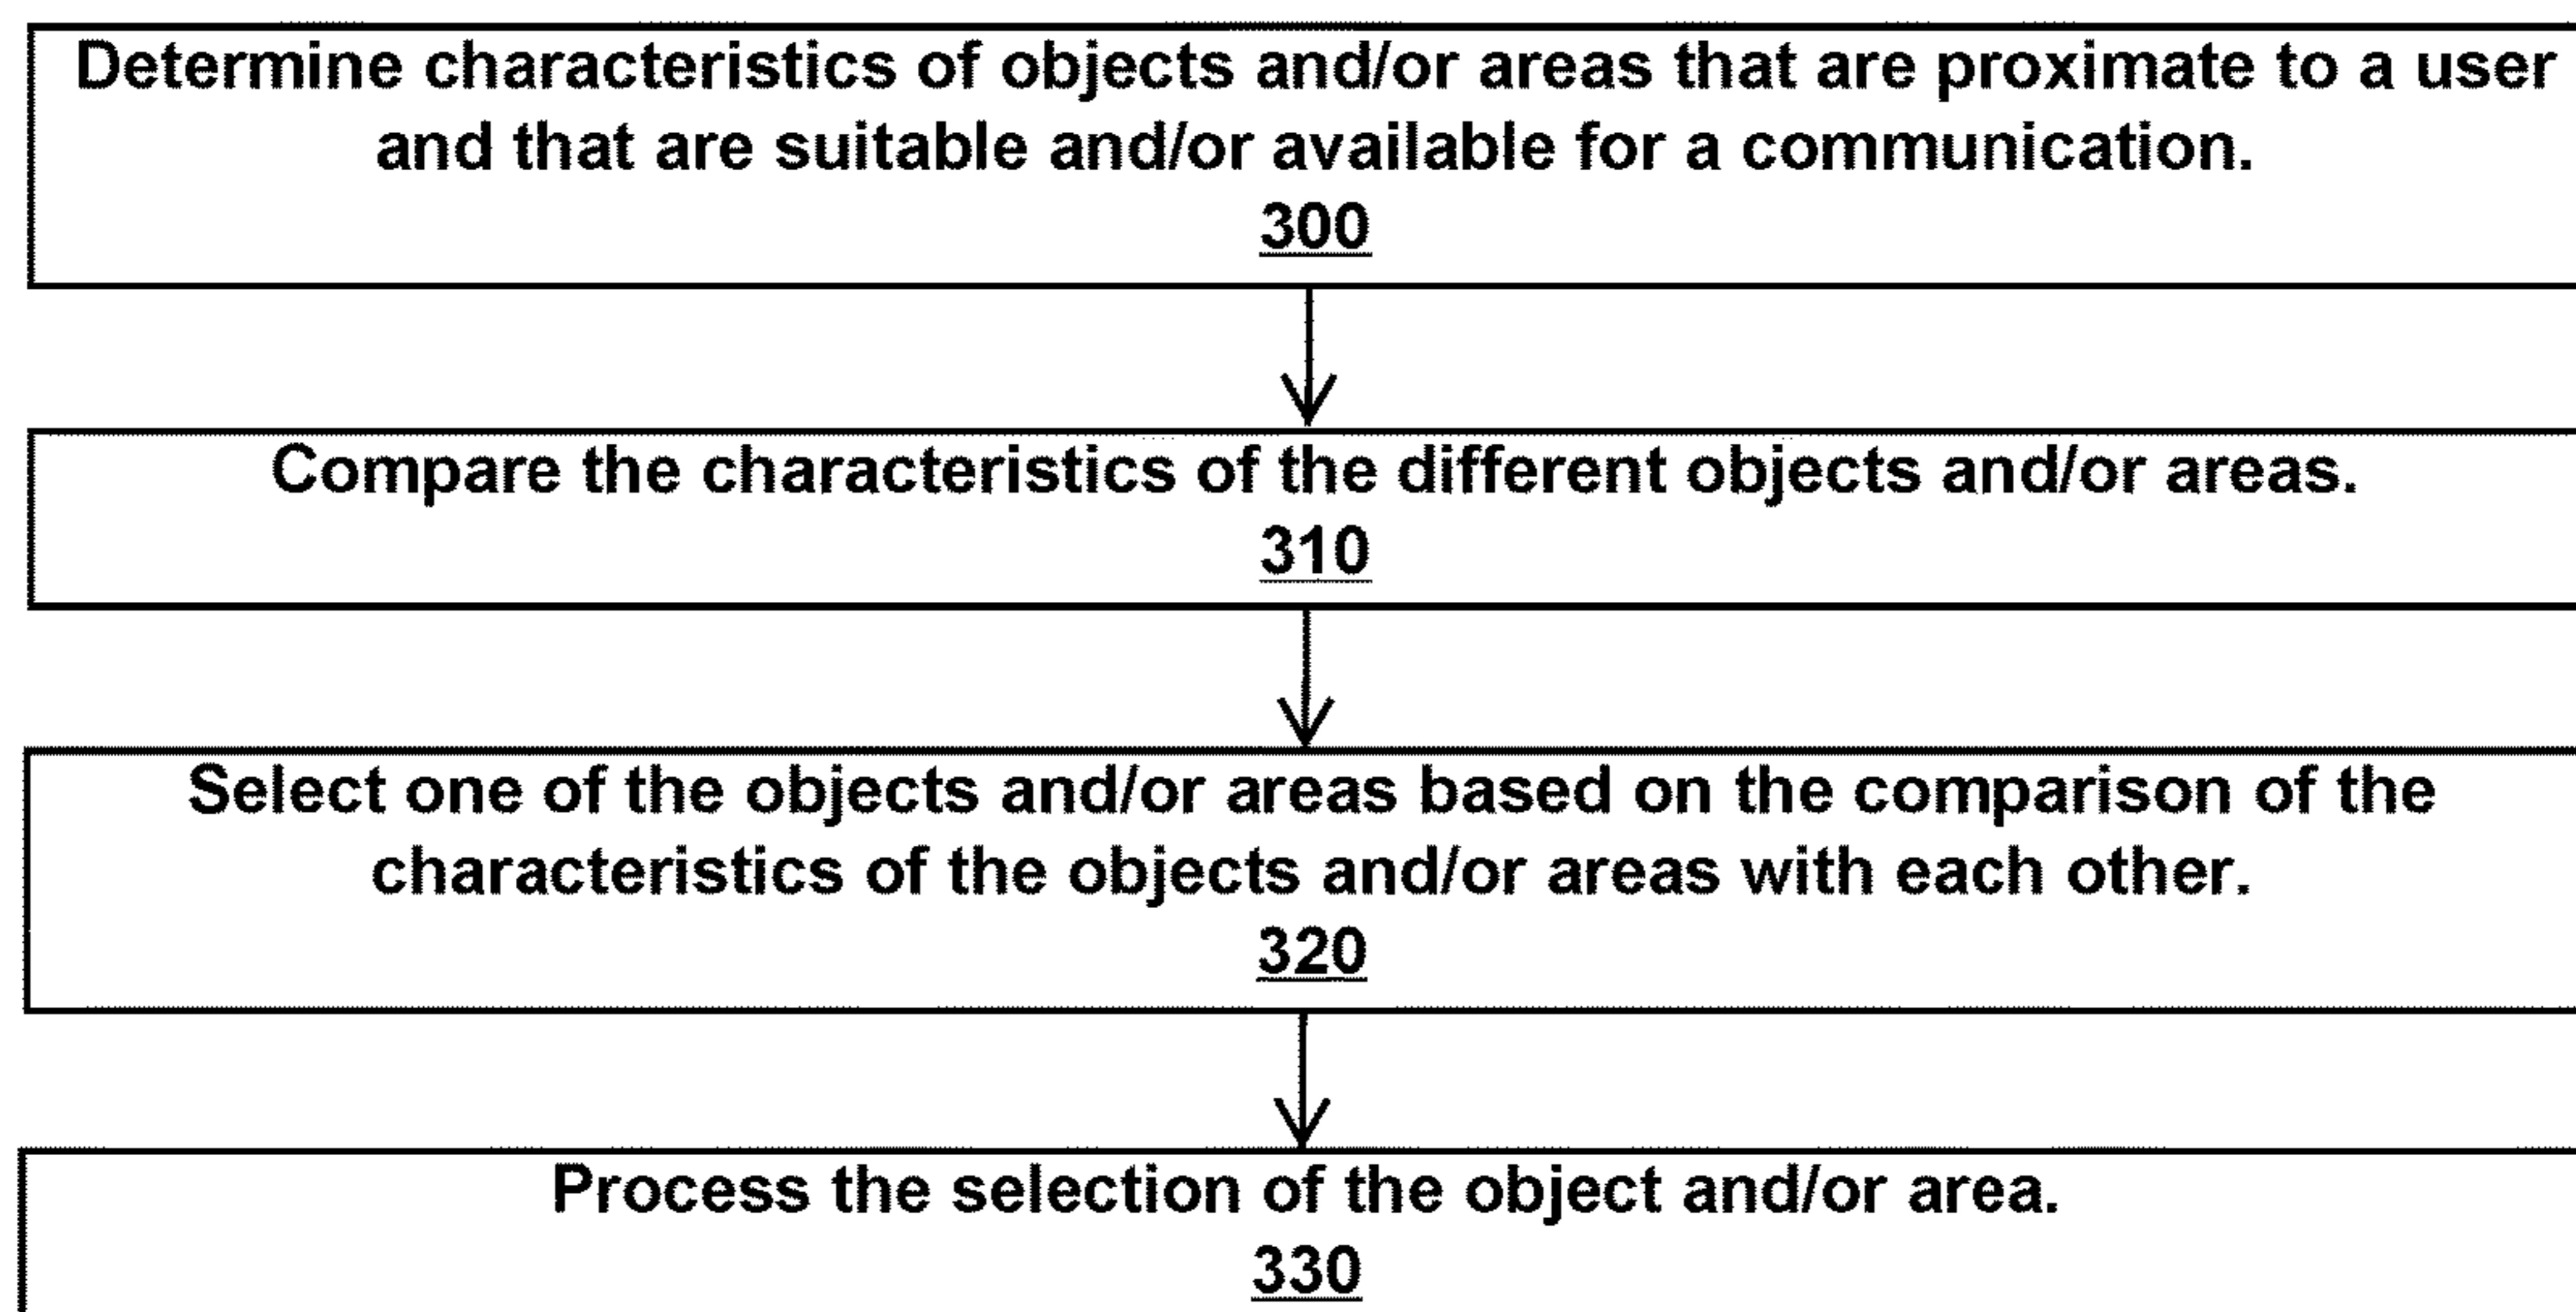 Determine characteristics of objects and/or areas that are proximate to a user
and that are suitable and/or available for a communication.
300
Compare the characteristics of the different objects and/or areas.
310
Select one of the objects and/or areas based on the comparison of the
characteristics of the objects and/or areas with each other.
320
Process the selection of the object and/or area.
330